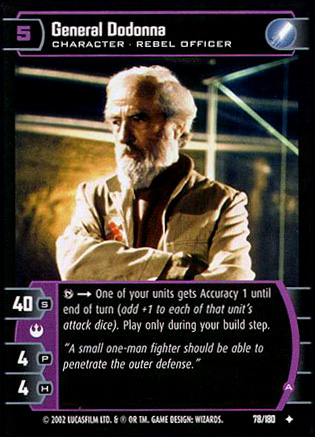 5
General Dodonna
CHARACTER · REBEL OFFICER
40 S
4 P
4 H
One of your units gets Accuracy 1 until
end of turn (add +1 to each of that unit's
attack dice). Play only during your build step.
"A small one-man fighter should be able to
penetrate the outer defense."
A
© 2002 LUCASFILM LTD. & ® OR TM. GAME DESIGN: WIZARDS. 78/180